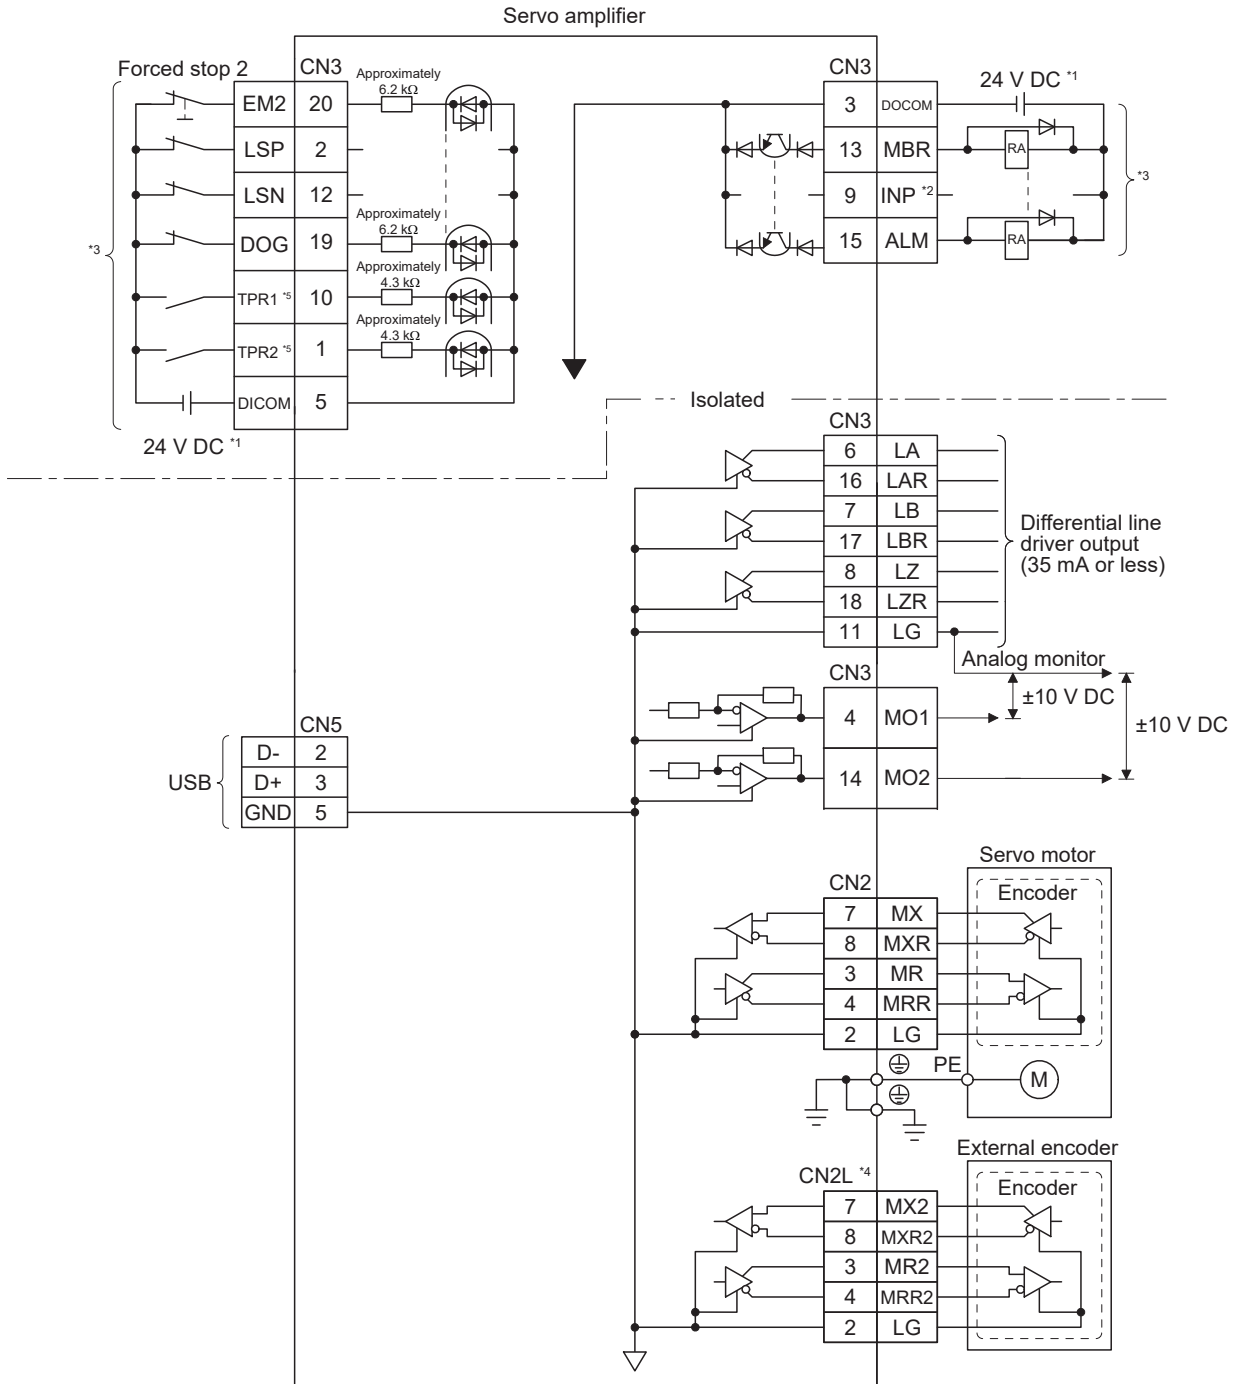 Servo amplifier
Forced stop 2
CN3
Approximately
6.2 kΩ
EM2 20
LSP 2
LSN 12
Approximately
6.2 kΩ
DOG 19
*3
Approximately
4.3 kΩ
TPR1 *5 10
Approximately
4.3 kΩ
TPR2 *5 1
DICOM 5
24 V DC *1
CN3
24 V DC *1
3 DOCOM
13 MBR
RA
9 INP *2
*3
15 ALM
RA
Isolated
CN3
6 LA
16 LAR
7 LB
17 LBR
8 LZ
18 LZR
11 LG
Differential line
driver output
(35 mA or less)
Analog monitor
CN3
±10 V DC
±10 V DC
4 MO1
14 MO2
CN5
USB
D- 2
D+ 3
GND 5
Servo motor
CN2
Encoder
7 MX
8 MXR
3 MR
4 MRR
2 LG
PE
M
External encoder
CN2L *4
Encoder
7 MX2
8 MXR2
3 MR2
4 MRR2
2 LG